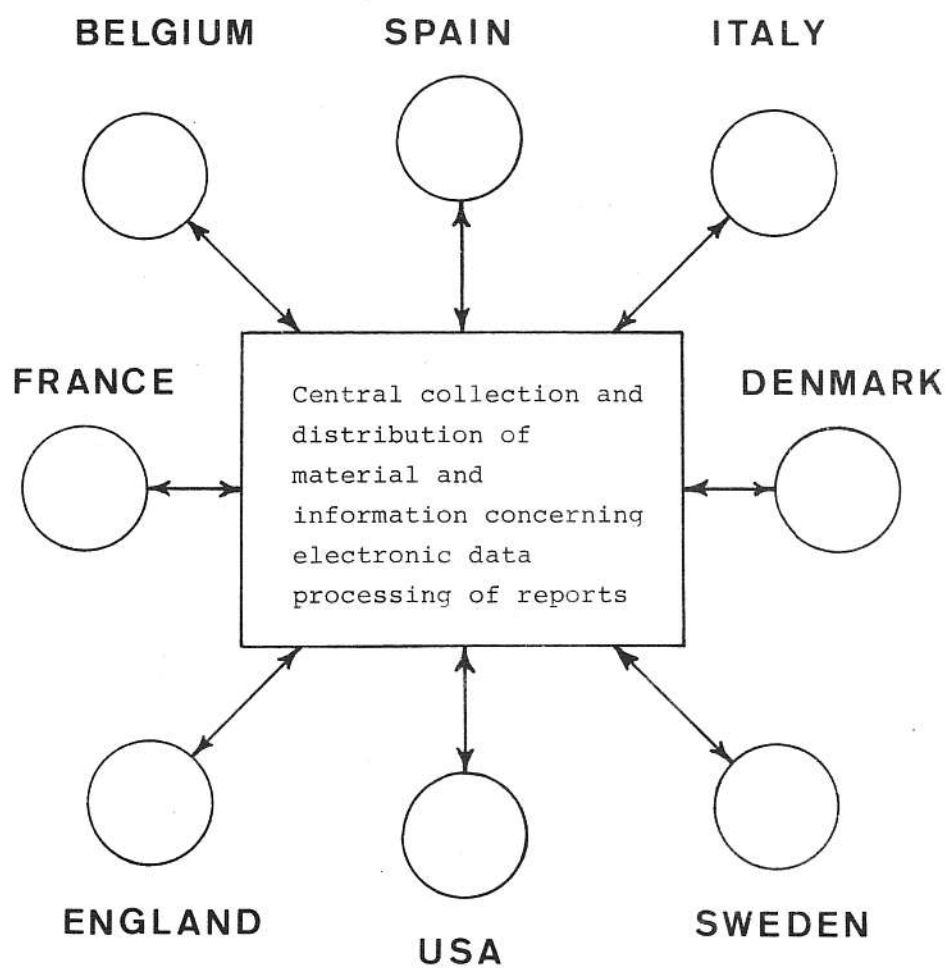 BELGIUM
SPAIN
ITALY
FRANCE
DENMARK
Central collection and
distribution of
material and
information concerning
electronic data
processing of reports
ENGLAND
USA
SWEDEN